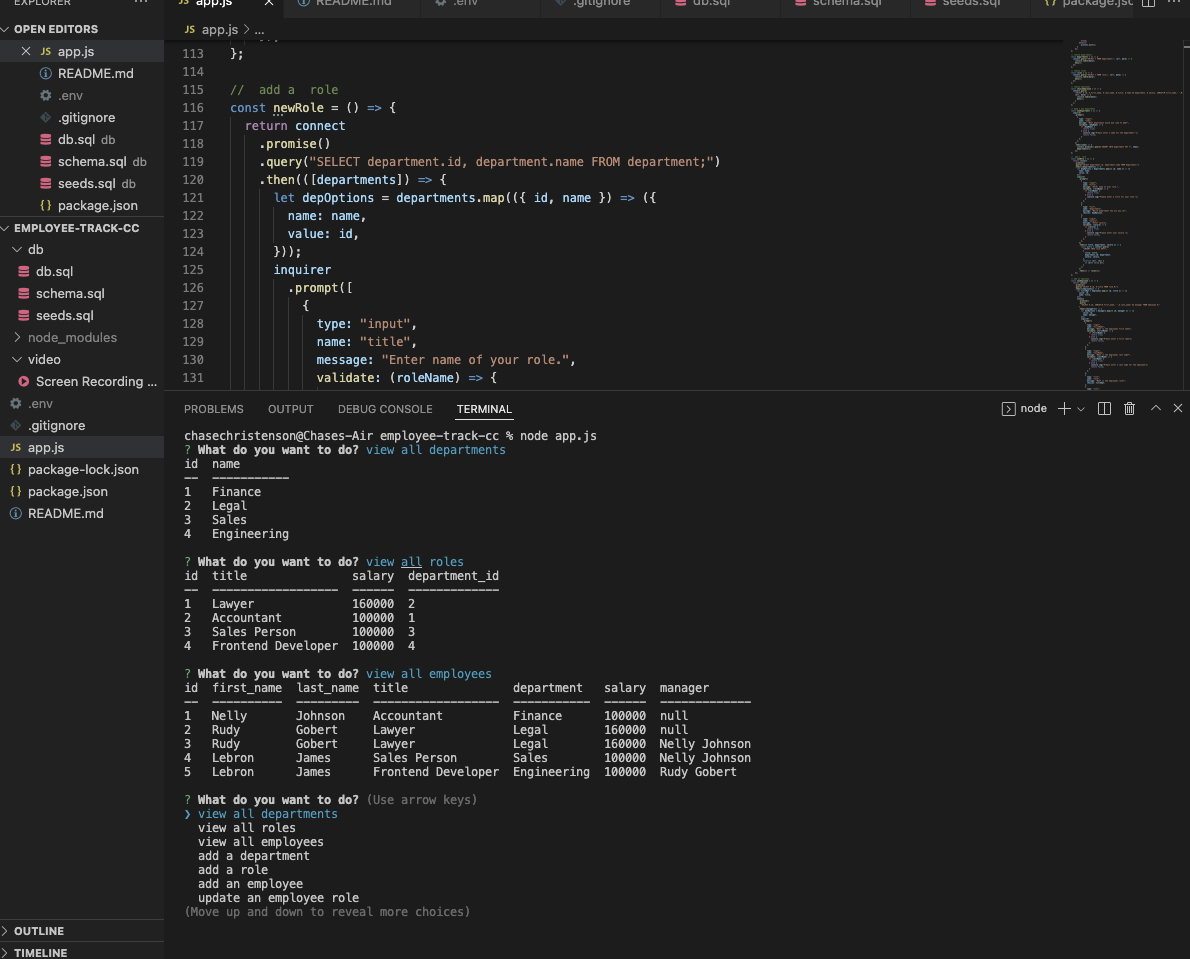 EXPLORER
OPEN EDITORS
JS app.js
README.md
.env
.gitignore
db.sql db
schema.sql db
seeds.sql db
{} package.json
EMPLOYEE-TRACK-CC
db
db.sql
schema.sql
seeds.sql
node_modules
video
Screen Recording ...
.env
.gitignore
JS app.js
{} package-lock.json
{} package.json
README.md
OUTLINE
TIMELINE
JS app.js README.md .env .gitignore db.sql schema.sql seeds.sql {} package.json
JS app.js > ...
113 };
114
115 // add a role
116 const newRole = () => {
117 return connect
118 .promise()
119 .query("SELECT department.id, department.name FROM department;")
120 .then(([departments]) => {
121 let depOptions = departments.map(({ id, name }) => ({
122 name: name,
123 value: id,
124 }));
125 inquirer
126 .prompt([
127 {
128 type: "input",
129 name: "title",
130 message: "Enter name of your role.",
131 validate: (roleName) => {
PROBLEMS OUTPUT DEBUG CONSOLE TERMINAL node
chasechristenson@Chases-Air employee-track-cc % node app.js
? What do you want to do? view all departments
id name
-- -----------
1 Finance
2 Legal
3 Sales
4 Engineering
? What do you want to do? view all roles
id title salary department_id
-- ------------------ ------ -------------
1 Lawyer 160000 2
2 Accountant 100000 1
3 Sales Person 100000 3
4 Frontend Developer 100000 4
? What do you want to do? view all employees
id first_name last_name title department salary manager
-- ---------- --------- ------------------ ----------- ------ -------------
1 Nelly Johnson Accountant Finance 100000 null
2 Rudy Gobert Lawyer Legal 160000 null
3 Rudy Gobert Lawyer Legal 160000 Nelly Johnson
4 Lebron James Sales Person Sales 100000 Nelly Johnson
5 Lebron James Frontend Developer Engineering 100000 Rudy Gobert
? What do you want to do? (Use arrow keys)
❯ view all departments
view all roles
view all employees
add a department
add a role
add an employee
update an employee role
(Move up and down to reveal more choices)